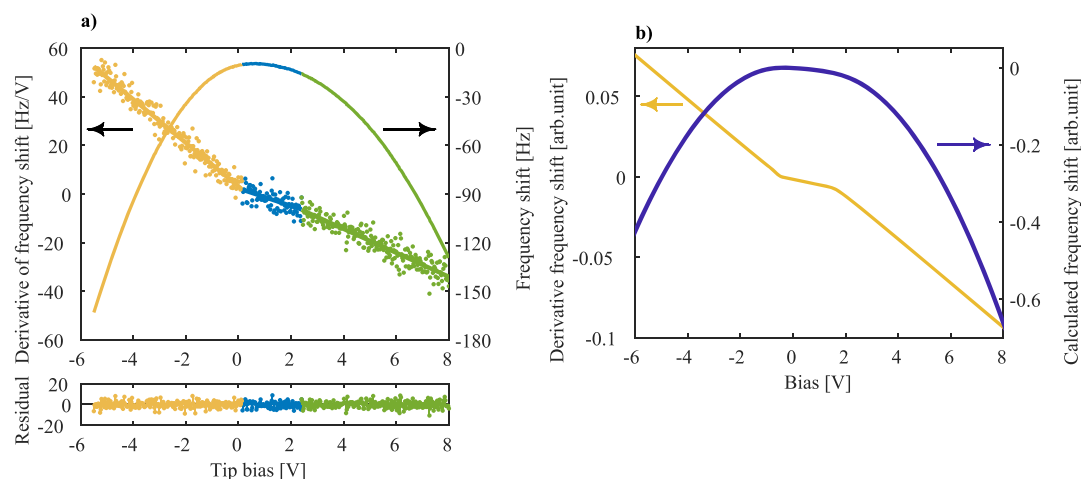 a)
60
40
20
0
-20
-40
-60
Derivative of frequency shift [Hz/V]
0
-30
-60
-90
-120
-150
-180
Frequency shift [Hz]
-6 -4 -2 0 2 4 6 8
20
0
-20
Residual
-6 -4 -2 0 2 4 6 8
Tip bias [V]
b)
0.05
0
-0.05
-0.1
Derivative frequency shift [arb.unit]
0
-0.2
-0.4
-0.6
Calculated frequency shift [arb.unit]
-6 -4 -2 0 2 4 6 8
Bias [V]